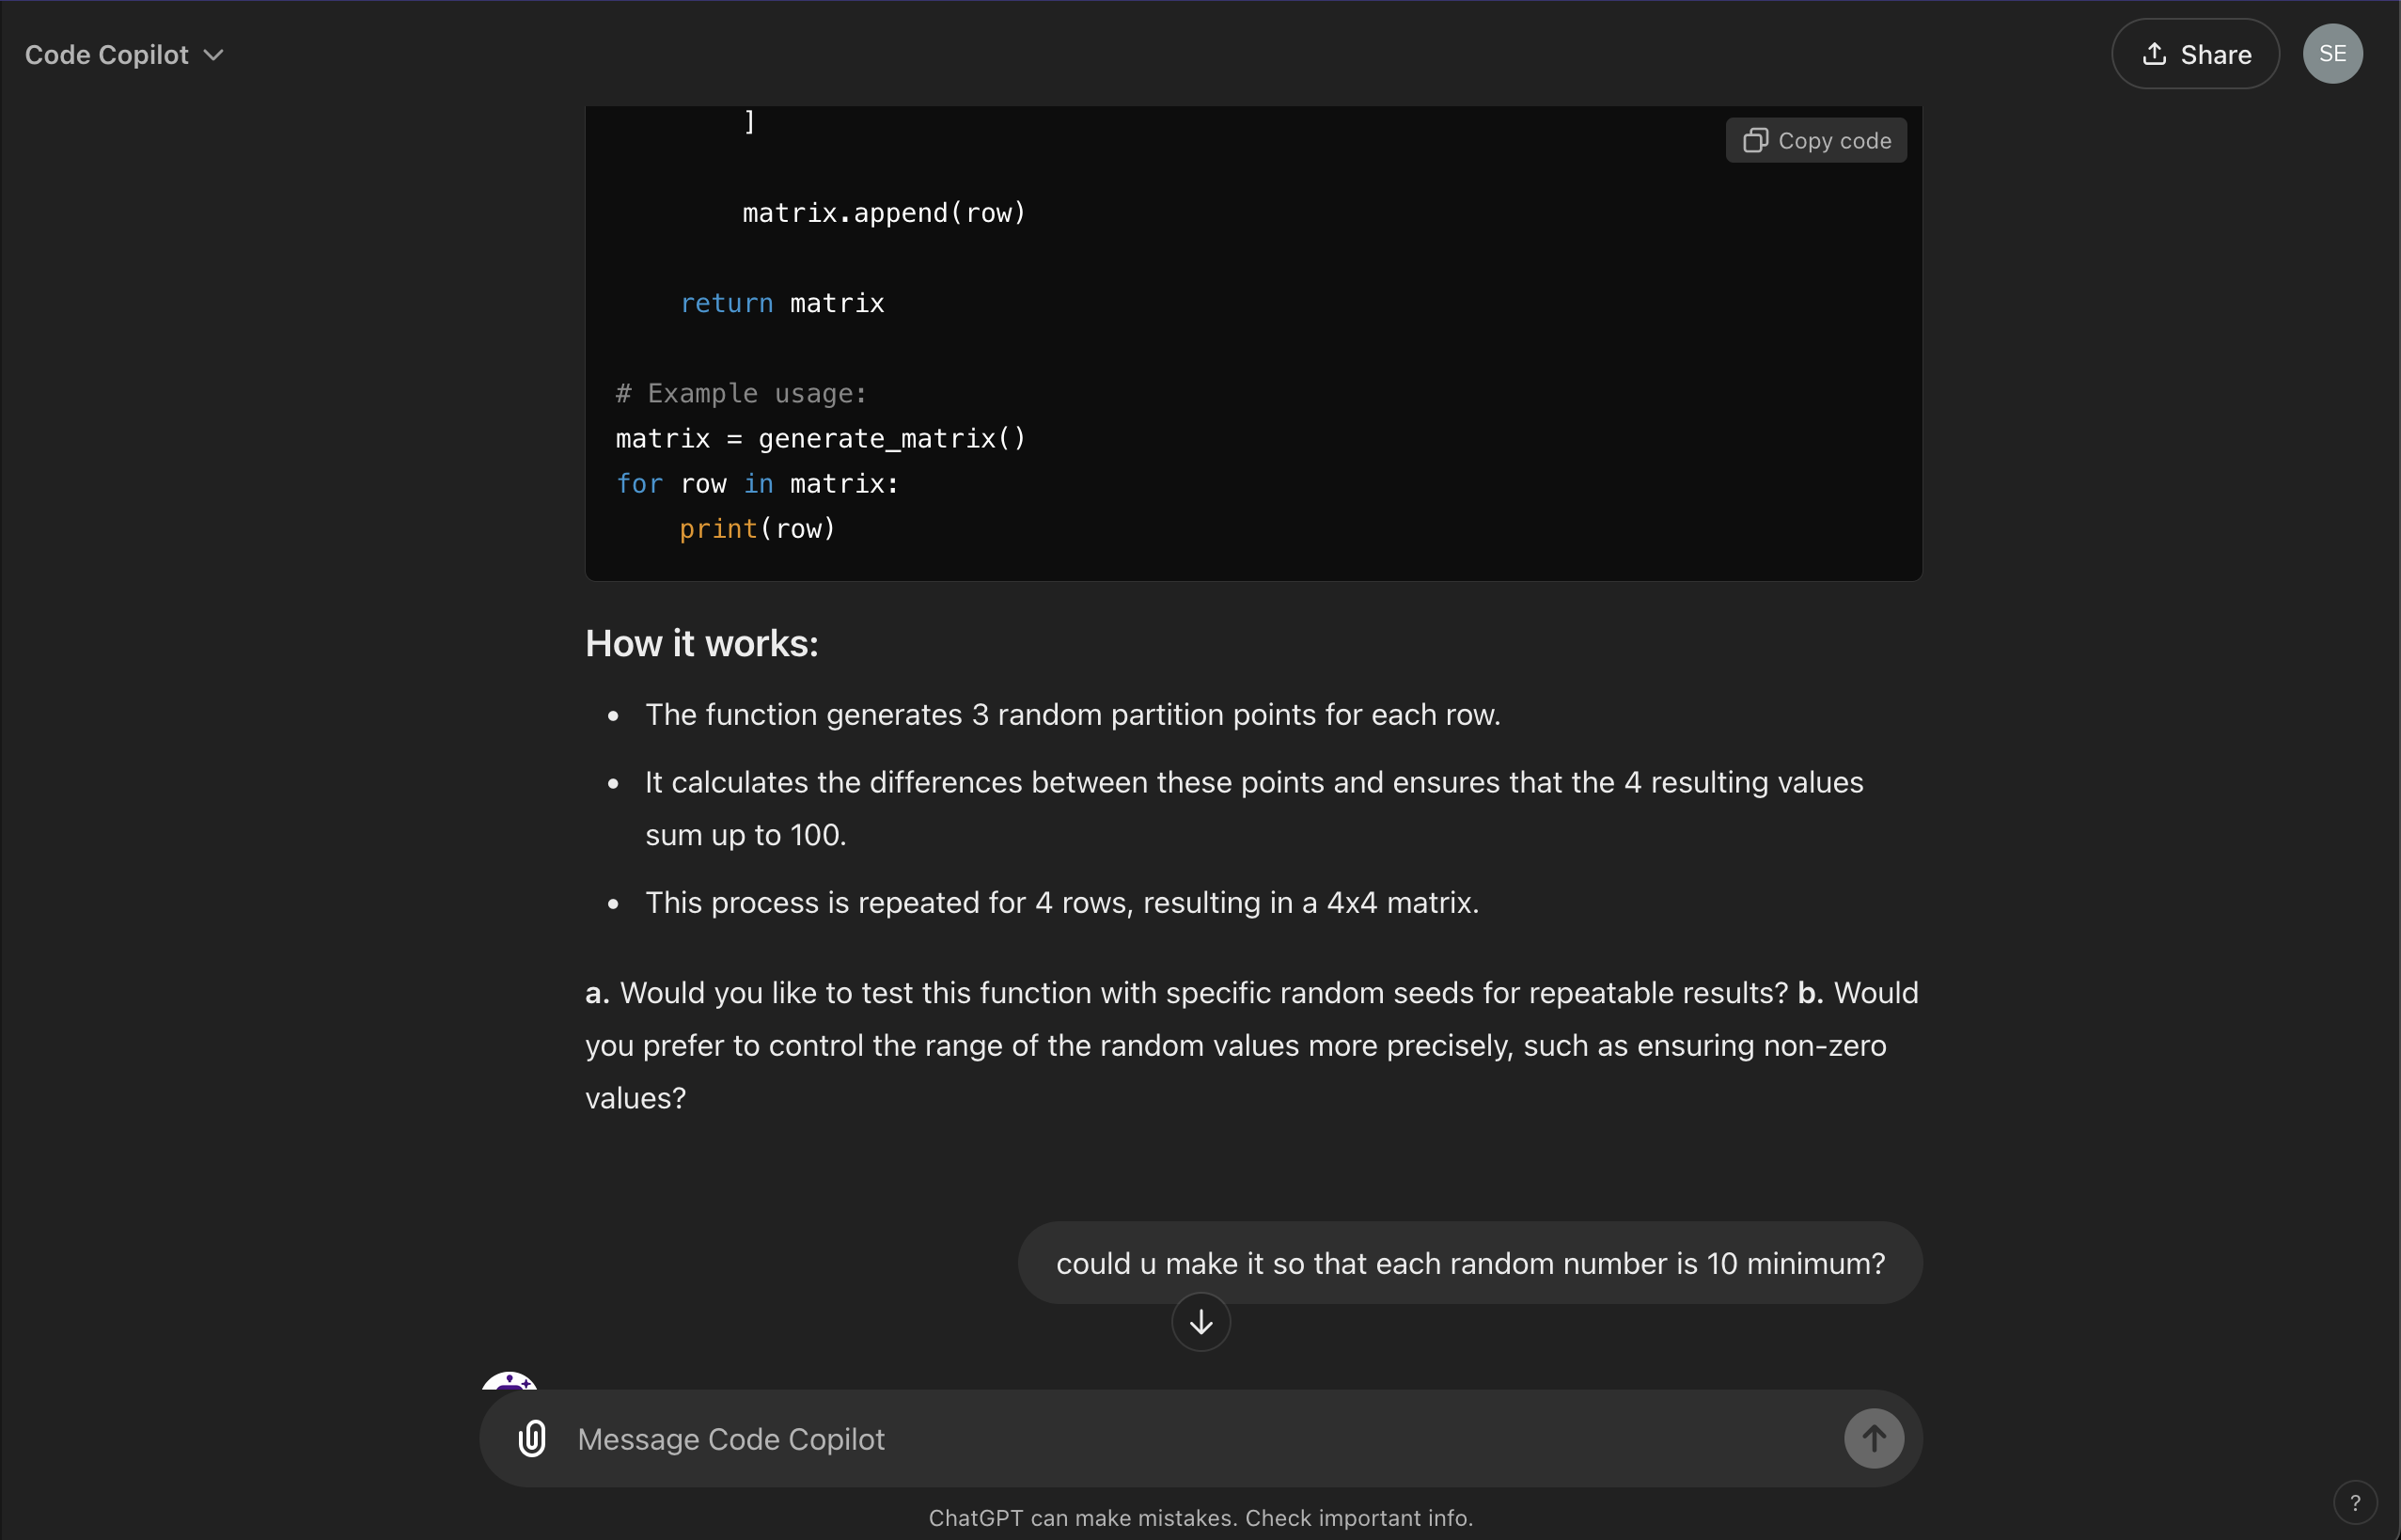 Code Copilot
Share
SE
]
Copy code
matrix.append(row)
return matrix
# Example usage:
matrix = generate_matrix()
for row in matrix:
print(row)
How it works:
• The function generates 3 random partition points for each row.
• It calculates the differences between these points and ensures that the 4 resulting values
sum up to 100.
• This process is repeated for 4 rows, resulting in a 4x4 matrix.
a. Would you like to test this function with specific random seeds for repeatable results? b. Would
you prefer to control the range of the random values more precisely, such as ensuring non-zero
values?
could u make it so that each random number is 10 minimum?
Message Code Copilot
ChatGPT can make mistakes. Check important info.
?